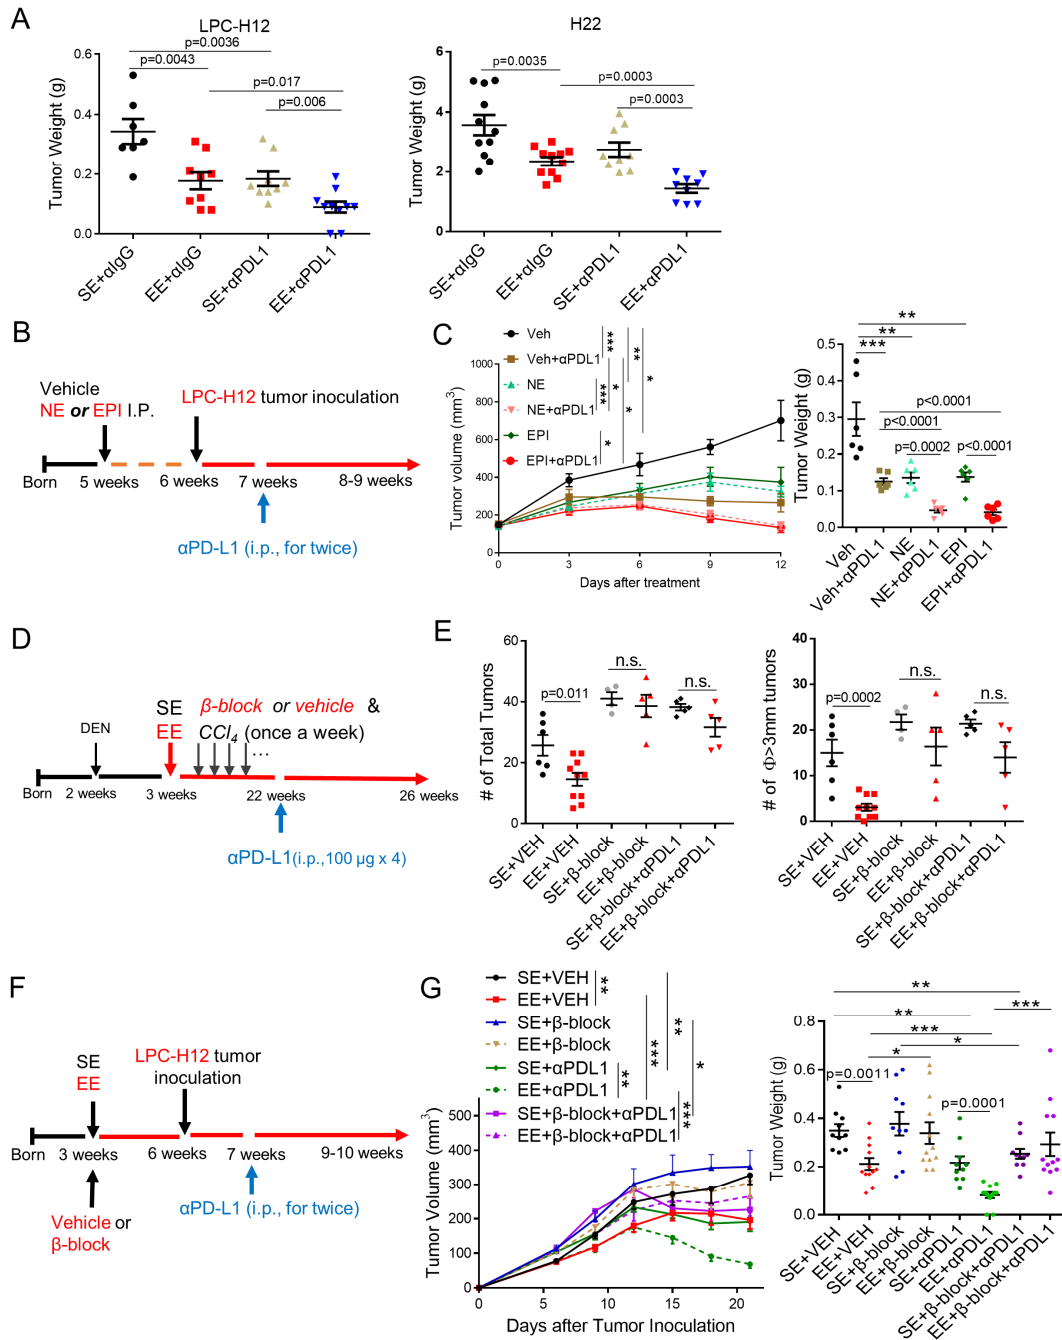 A
LPC-H12
H22
Tumor Weight (g)
0.6
0.4
0.2
0.0
p=0.0036
p=0.0043
p=0.017
p=0.006
SE+αIgG
EE+αIgG
SE+αPDL1
EE+αPDL1
Tumor Weight (g)
6
4
2
0
p=0.0035
p=0.0003
p=0.0003
SE+αIgG
EE+αIgG
SE+αPDL1
EE+αPDL1
B
Vehicle
NE or EPI I.P.
LPC-H12 tumor inoculation
Born
5 weeks
6 weeks
7 weeks
8-9 weeks
αPD-L1 (i.p., for twice)
C
Veh
Veh+αPDL1
NE
NE+αPDL1
EPI
EPI+αPDL1
***
**
*
*
***
*
*
Tumor volume (mm³)
1000
800
600
400
200
0
0
3
6
9
12
Days after treatment
Tumor Weight (g)
0.5
0.4
0.3
0.2
0.1
0.0
**
**
***
p<0.0001
p<0.0001
p=0.0002
p<0.0001
Veh
Veh+αPDL1
NE
NE+αPDL1
EPI
EPI+αPDL1
D
DEN
SE
EE
β-block or vehicle &
CCl₄ (once a week)
...
Born
2 weeks
3 weeks
22 weeks
26 weeks
αPD-L1(i.p.,100 µg x 4)
E
# of Total Tumors
60
40
20
0
p=0.011
n.s.
n.s.
SE+VEH
EE+VEH
SE+β-block
EE+β-block
SE+β-block+αPDL1
EE+β-block+αPDL1
# of Φ>3mm tumors
40
30
20
10
0
p=0.0002
n.s.
n.s.
SE+VEH
EE+VEH
SE+β-block
EE+β-block
SE+β-block+αPDL1
EE+β-block+αPDL1
F
SE
EE
LPC-H12 tumor
inoculation
Born
3 weeks
6 weeks
7 weeks
9-10 weeks
Vehicle or
β-block
αPD-L1 (i.p., for twice)
G
SE+VEH
EE+VEH
SE+β-block
EE+β-block
SE+αPDL1
EE+αPDL1
SE+β-block+αPDL1
EE+β-block+αPDL1
**
**
***
*
**
***
Tumor Volume (mm³)
500
400
300
200
100
0
0
5
10
15
20
Days after Tumor Inoculation
Tumor Weight (g)
0.8
0.6
0.4
0.2
0.0
**
**
***
***
*
*
p=0.0011
p=0.0001
SE+VEH
EE+VEH
SE+β-block
EE+β-block
SE+αPDL1
EE+αPDL1
SE+β-block+αPDL1
EE+β-block+αPDL1